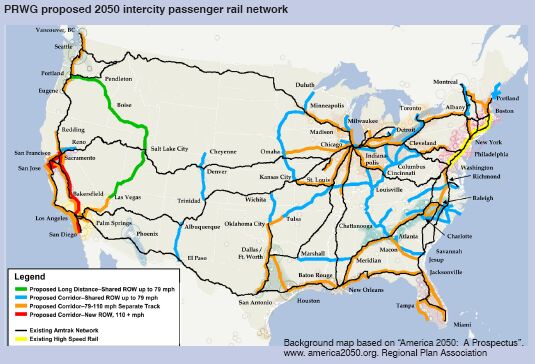 PRWG proposed 2050 intercity passenger rail network
Vancouver, BC
Seattle
Portland
Eugene
Pendleton
Boise
Redding
Reno
San Francisco
Sacramento
San Jose
Bakersfield
Las Vegas
Los Angeles
Palm Springs
San Diego
Phoenix
Salt Lake City
Cheyenne
Denver
Trinidad
Albuquerque
El Paso
Duluth
Minneapolis
Madison
Milwaukee
Chicago
Omaha
Kansas City
St. Louis
Wichita
Tulsa
Oklahoma City
Dallas /
Ft. Worth
San Antonio
Houston
Marshall
Baton Rouge
New Orleans
Meridian
Chattanooga
Macon
Atlanta
Louisville
Indiana
polis
Columbus
Cincinnati
Cleveland
Detroit
Toronto
Montreal
Albany
Portland
Boston
New York
Philadelphia
Washington
Richmond
Raleigh
Charlotte
Savannah
Jesup
Jacksonville
Tampa
Miami
Legend
Proposed Long Distance--Shared ROW up to 79 mph
Proposed Corridor--Shared ROW up to 79 mph
Proposed Corridor--79-110 mph Separate Track
Proposed Corridor--New ROW, 110 + mph
Existing Amtrak Network
Existing High Speed Rail
Background map based on “America 2050: A Prospectus”.
www. america2050.org. Regional Plan Association